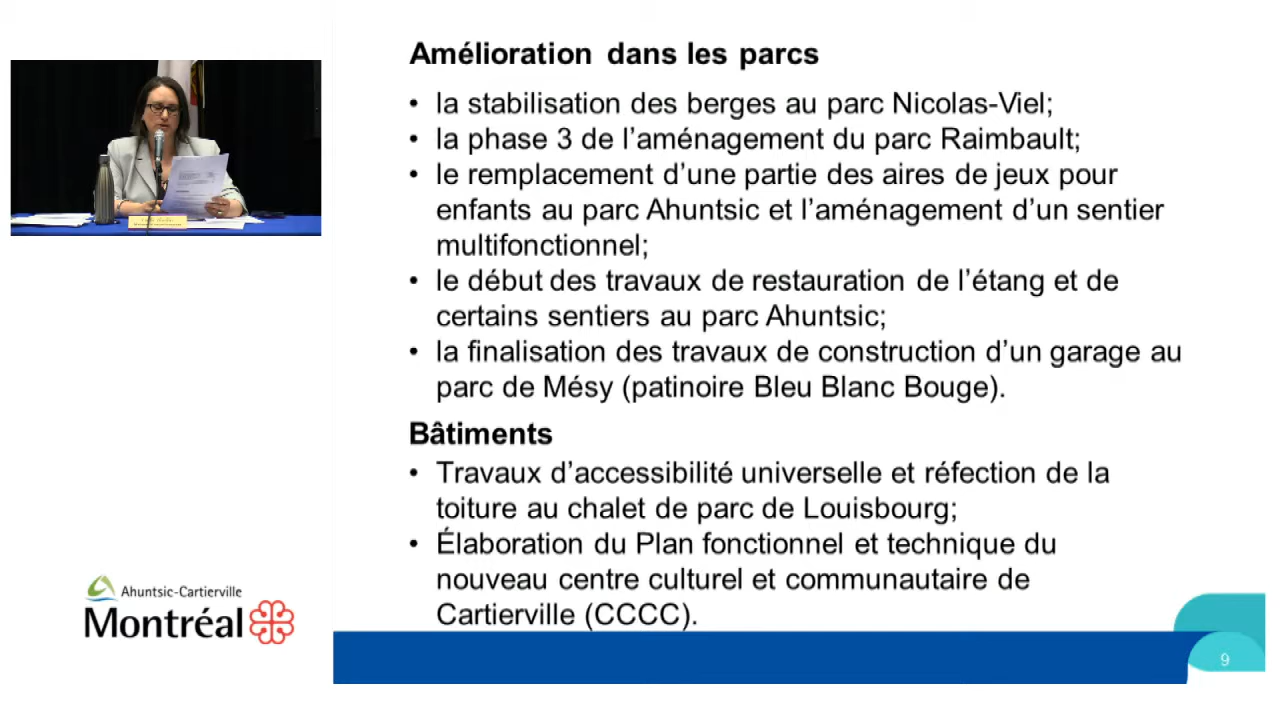 Amélioration dans les parcs
• la stabilisation des berges au parc Nicolas-Viel;
• la phase 3 de l’aménagement du parc Raimbault;
• le remplacement d’une partie des aires de jeux pour
enfants au parc Ahuntsic et l’aménagement d’un sentier
multifonctionnel;
• le début des travaux de restauration de l’étang et de
certains sentiers au parc Ahuntsic;
• la finalisation des travaux de construction d’un garage au
parc de Mésy (patinoire Bleu Blanc Bouge).
Bâtiments
• Travaux d’accessibilité universelle et réfection de la
toiture au chalet de parc de Louisbourg;
• Élaboration du Plan fonctionnel et technique du
nouveau centre culturel et communautaire de
Cartierville (CCCC).
Ahuntsic-Cartierville
Montréal
9